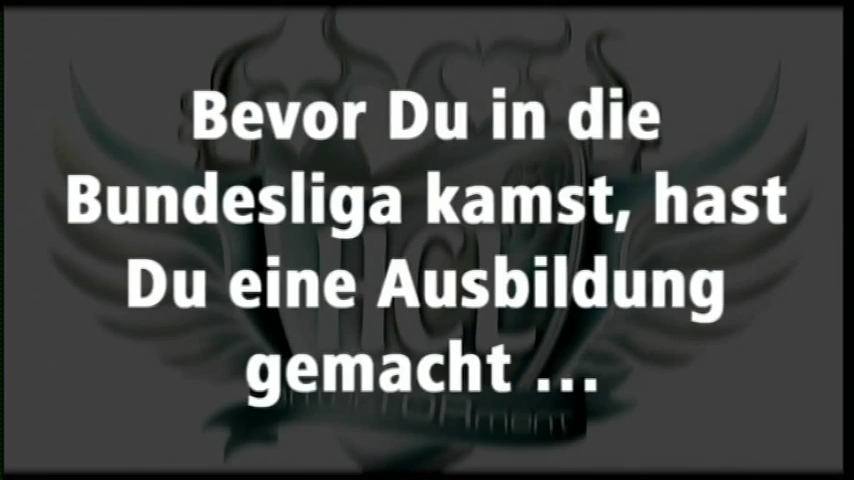 Bevor Du in die
Bundesliga kamst, hast
Du eine Ausbildung
gemacht ...